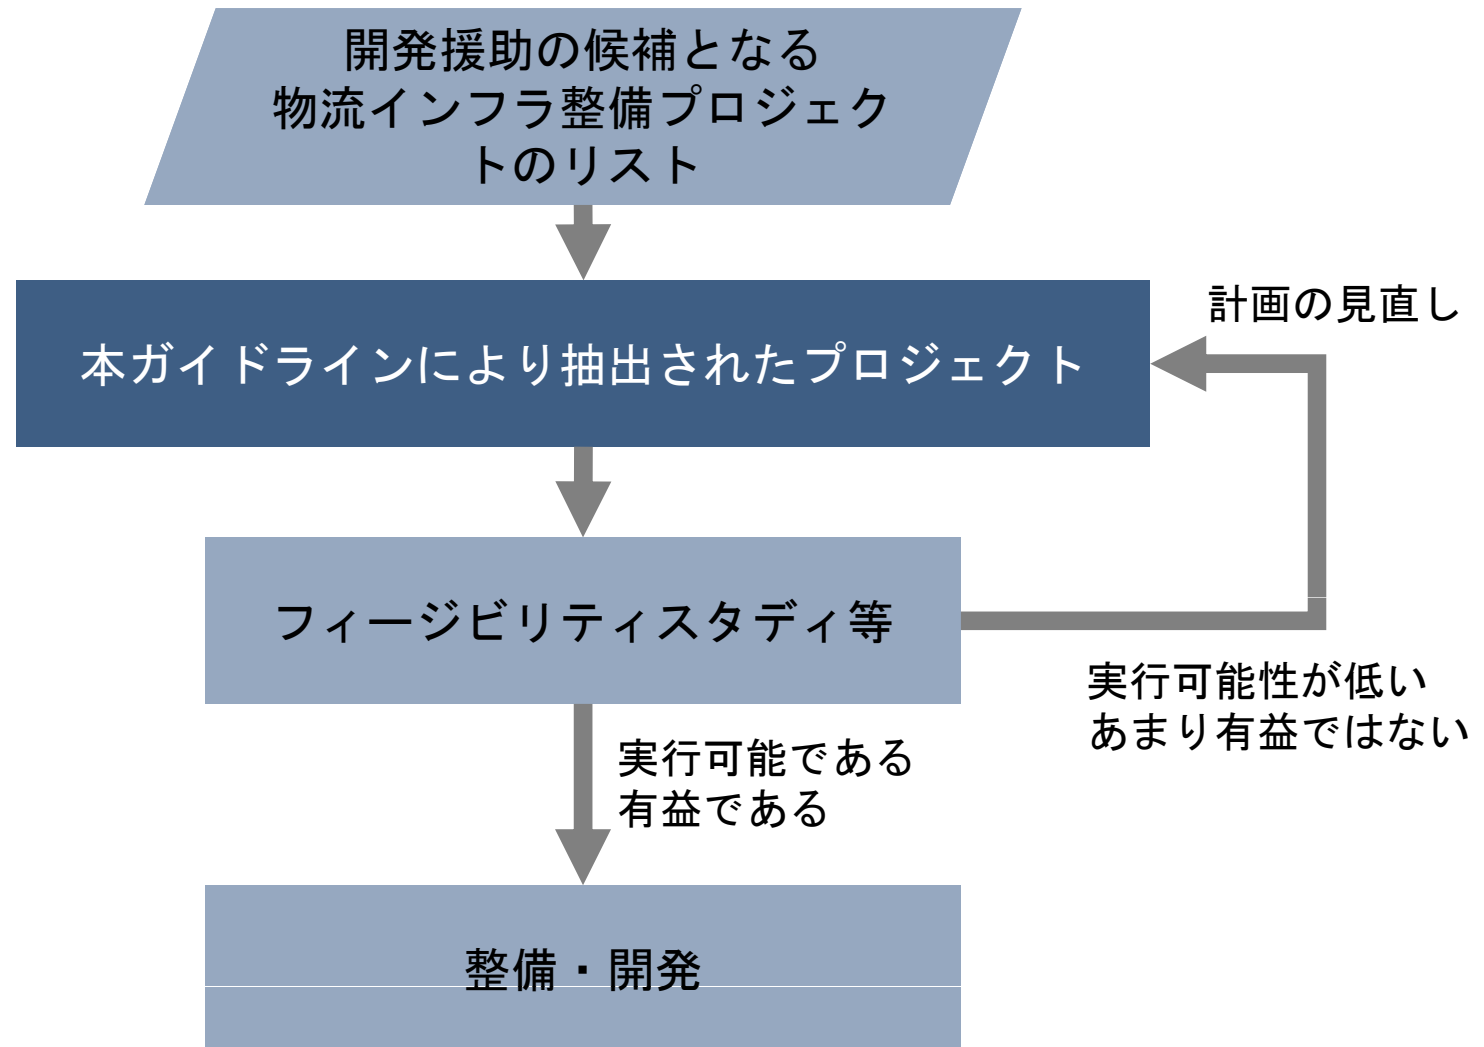 開発援助の候補となる
物流インフラ整備プロジェク
トのリスト
計画の見直し
本ガイドラインにより抽出されたプロジェクト
フィージビリティスタディ等
実行可能性が低い
あまり有益ではない
実行可能である
有益である
整備・開発